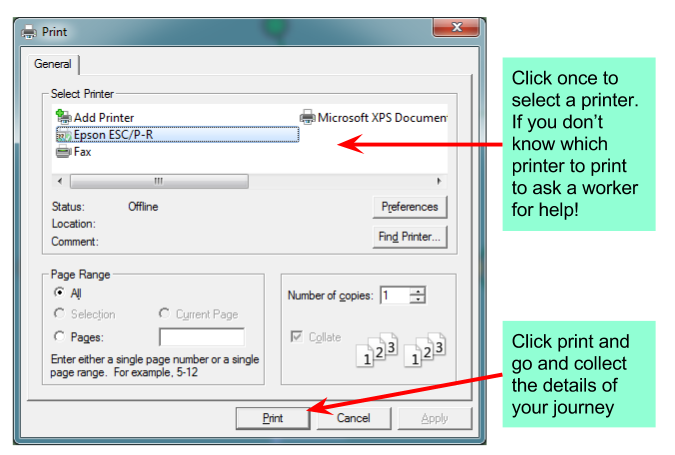 Print
General
Select Printer
Add Printer
Microsoft XPS Documen
Epson ESC/P-R
Fax
Status: Offline
Preferences
Location:
Comment:
Find Printer...
Page Range
All
Selection
Current Page
Pages:
Enter either a single page number or a single
page range. For example, 5-12
Number of copies: 1
Collate
1 2 3 1 2 3
Print
Cancel
Apply
Click once to
select a printer.
If you don't
know which
printer to print
to ask a worker
for help!
Click print and
go and collect
the details of
your journey